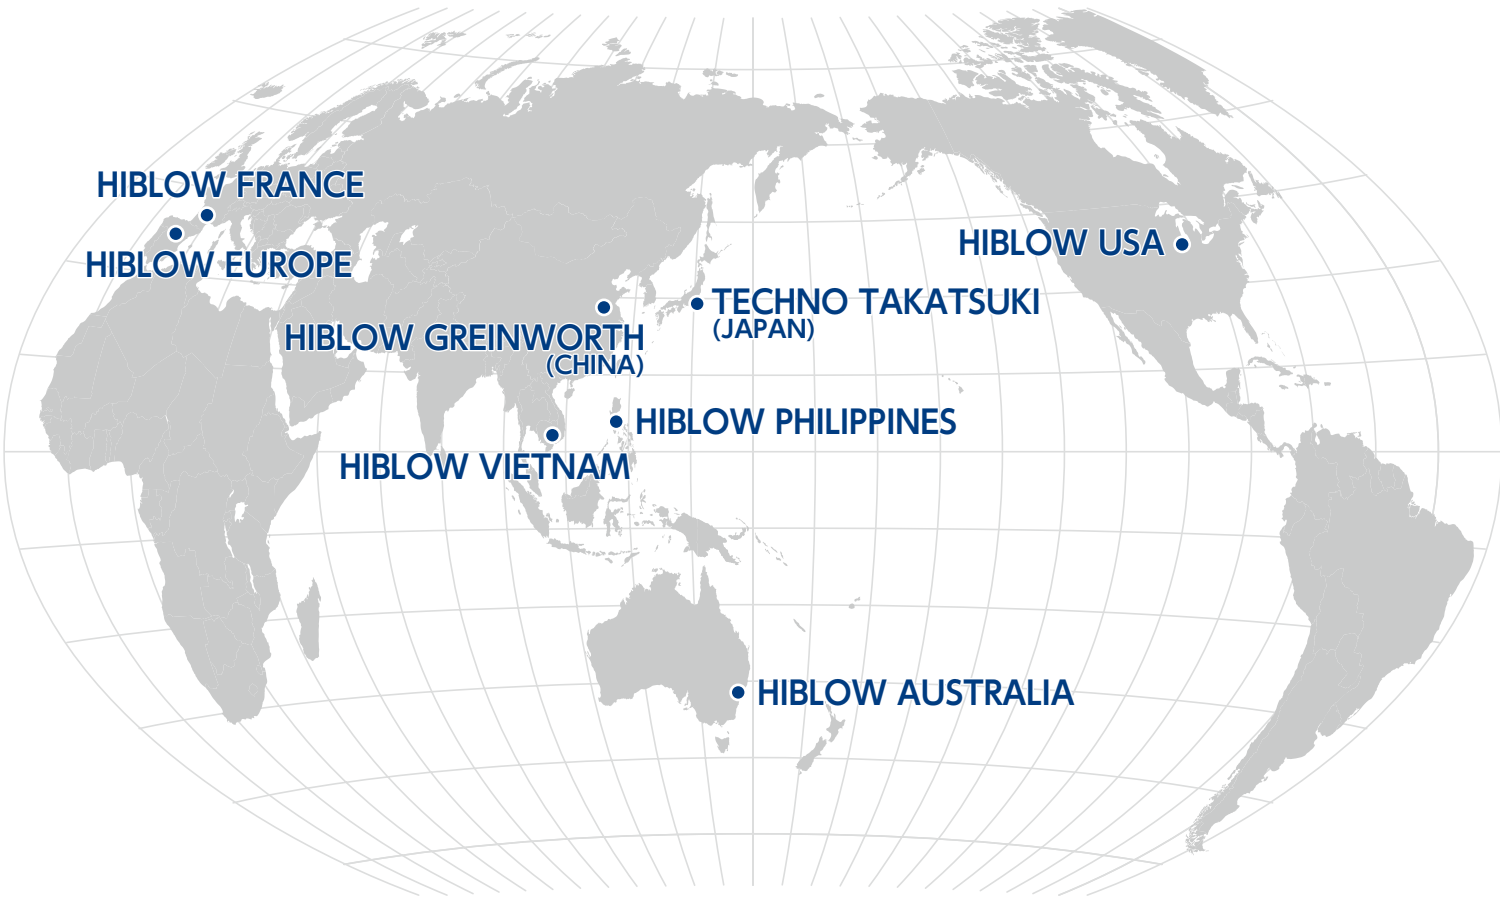 HIBLOW FRANCE
HIBLOW EUROPE
HIBLOW USA
TECHNO TAKATSUKI
(JAPAN)
HIBLOW GREINWORTH
(CHINA)
HIBLOW PHILIPPINES
HIBLOW VIETNAM
HIBLOW AUSTRALIA